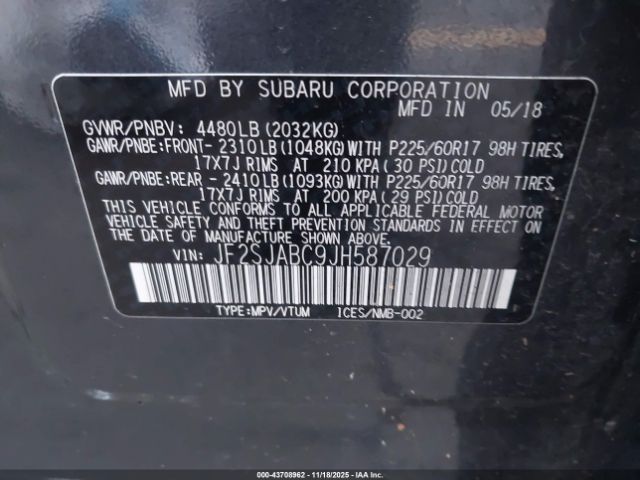 MFD BY SUBARU CORPORATION
MFD IN 05/18
GVWR/PNBV: 4480LB(2032KG)
GAWR/PNBE:FRONT-2310LB(1048KG)WITH P225/60R17 98H TIRES,
17X7J RIMS AT 210 KPA(30 PSI)COLD
GAWR/PNBE:REAR -2410LB(1093KG)WITH P225/60R17 98H TIRES,
17X7J RIMS AT 200 KPA(29 PSI)COLD
THIS VEHICLE CONFORMS TO ALL APPLICABLE FEDERAL MOTOR
VEHICLE SAFETY AND THEFT PREVENTION STANDARDS IN EFFECT
ON THE DATE OF MANUFACTURE SHOWN ABOVE.
VIN: JF2SJABC9JH587029
TYPE:MPV/VTUM ICES/NMB-002
000-43708962 - 11/18/2025 - IAAI.com